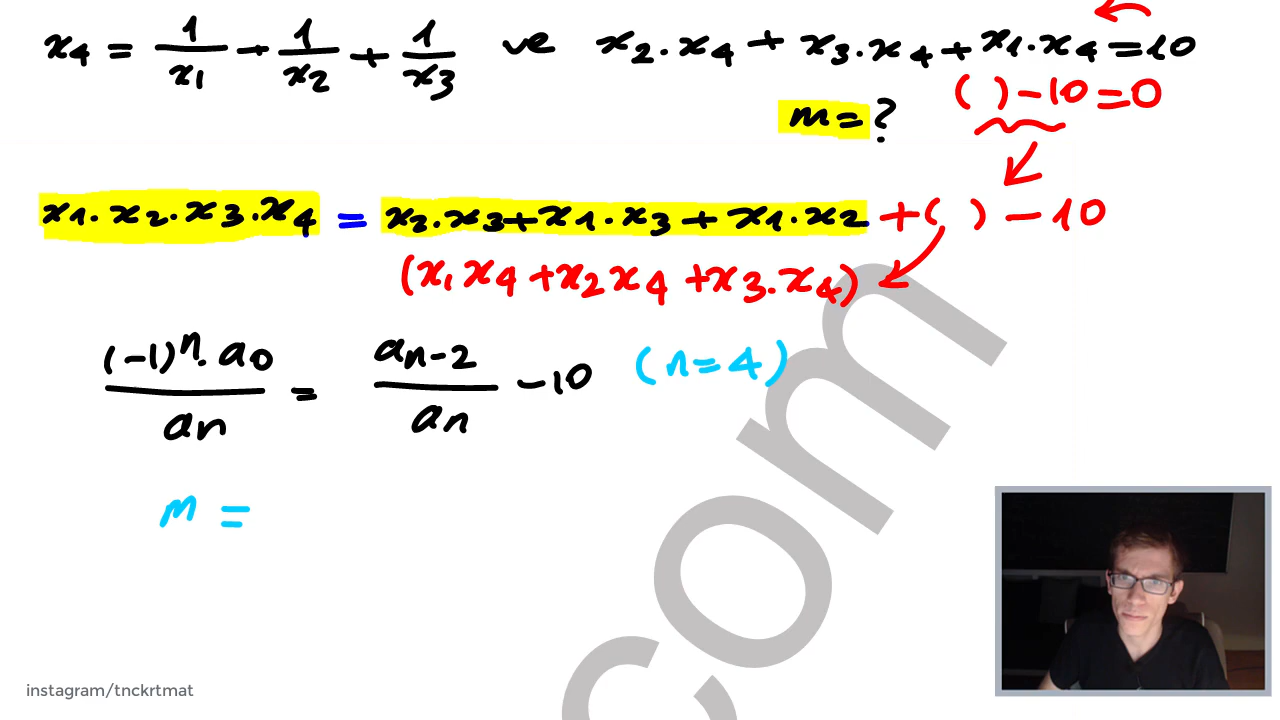 x4 = 1/x1 + 1/x2 + 1/x3 ve x2.x4 + x3.x4 + x1.x4 = 10
( ) - 10 = 0
m = ?
x1.x2.x3.x4 = x2.x3 + x1.x3 + x1.x2 + ( ) - 10
(x1x4 + x2x4 + x3.x4)
(-1)^n.a0/an = an-2/an - 10 (n=4)
m =
com
instagram/tnckrtmat